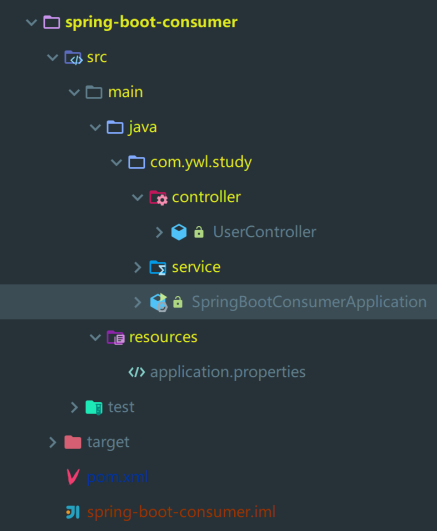 spring-boot-consumer
src
main
java
com.ywl.study
controller
UserController
service
SpringBootConsumerApplication
resources
application.properties
test
target
pom.xml
spring-boot-consumer.iml